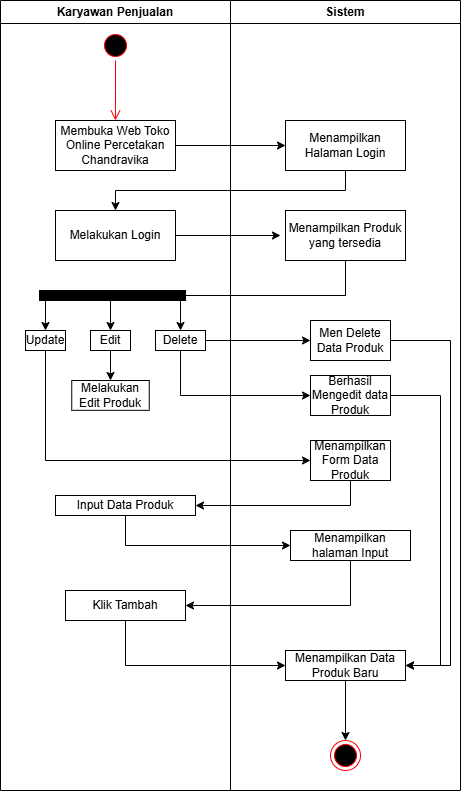 Karyawan Penjualan
Sistem
Membuka Web Toko
Online Percetakan
Chandravika
Menampilkan
Halaman Login
Melakukan Login
Menampilkan Produk
yang tersedia
Update
Edit
Delete
Men Delete
Data Produk
Melakukan
Edit Produk
Berhasil
Mengedit data
Produk
Menampilkan
Form Data
Produk
Input Data Produk
Menampilkan
halaman Input
Klik Tambah
Menampilkan Data
Produk Baru